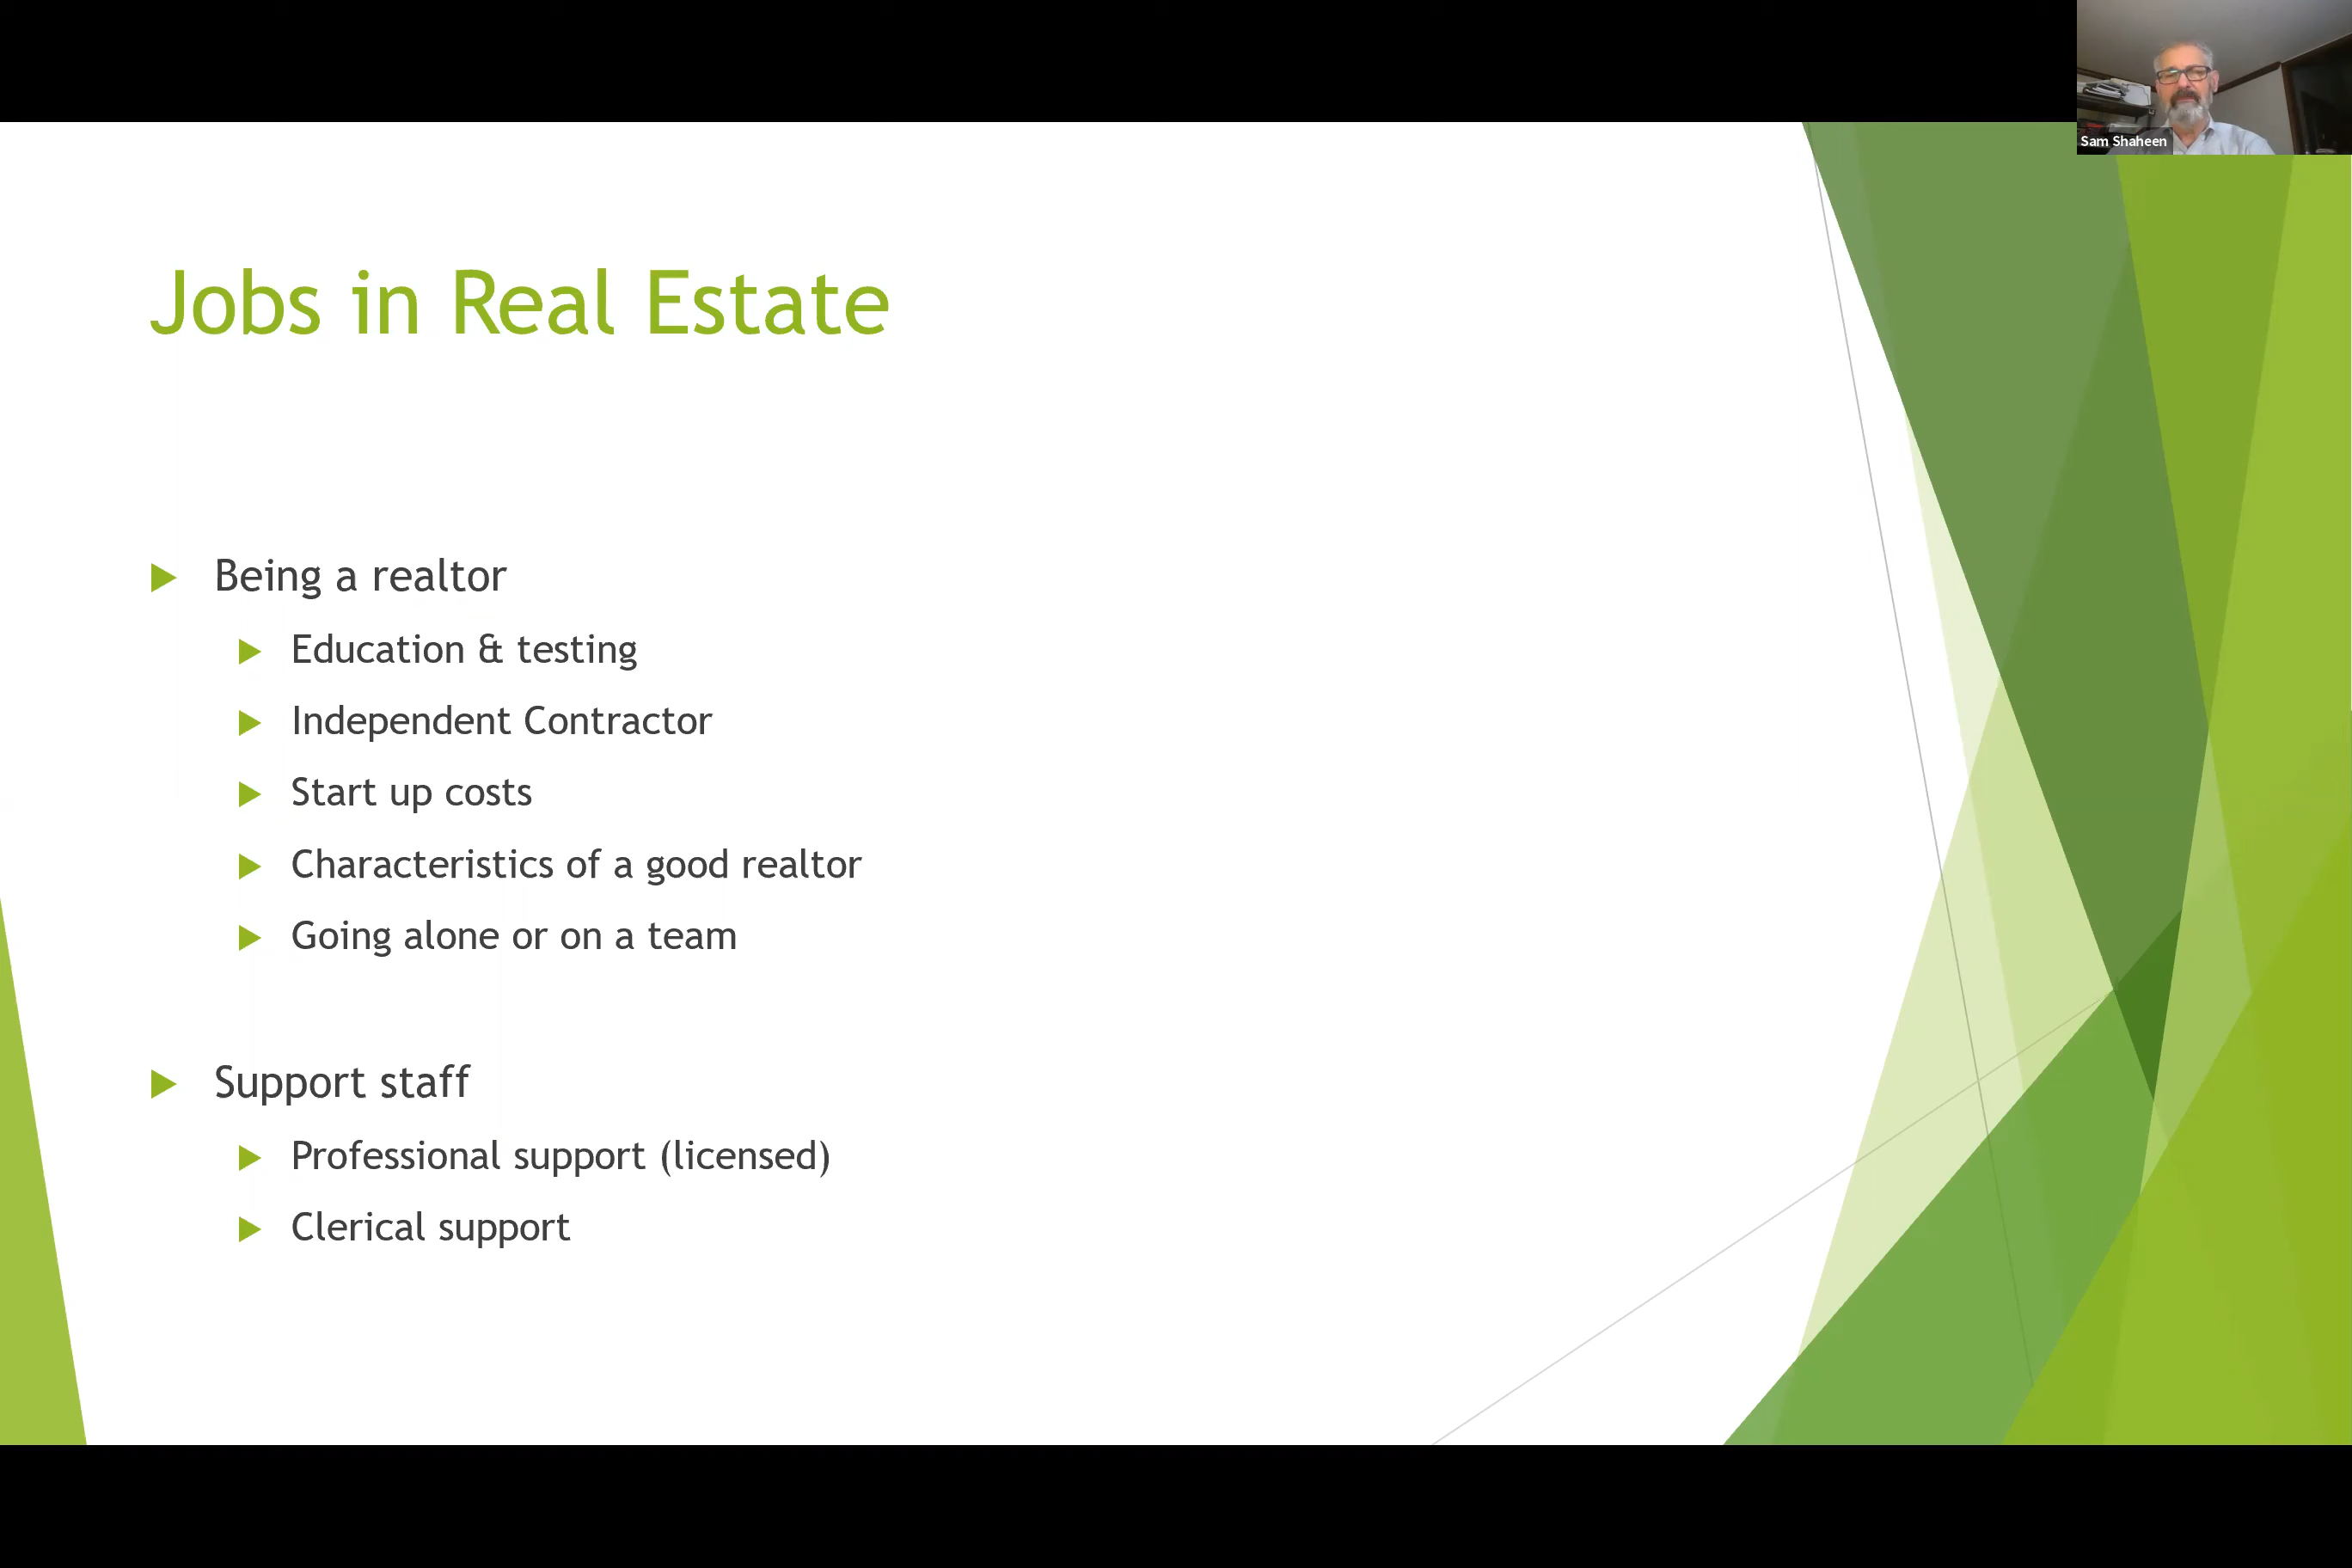 Sam Shaheen
Jobs in Real Estate
Being a realtor
Education & testing
Independent Contractor
Start up costs
Characteristics of a good realtor
Going alone or on a team
Support staff
Professional support (licensed)
Clerical support